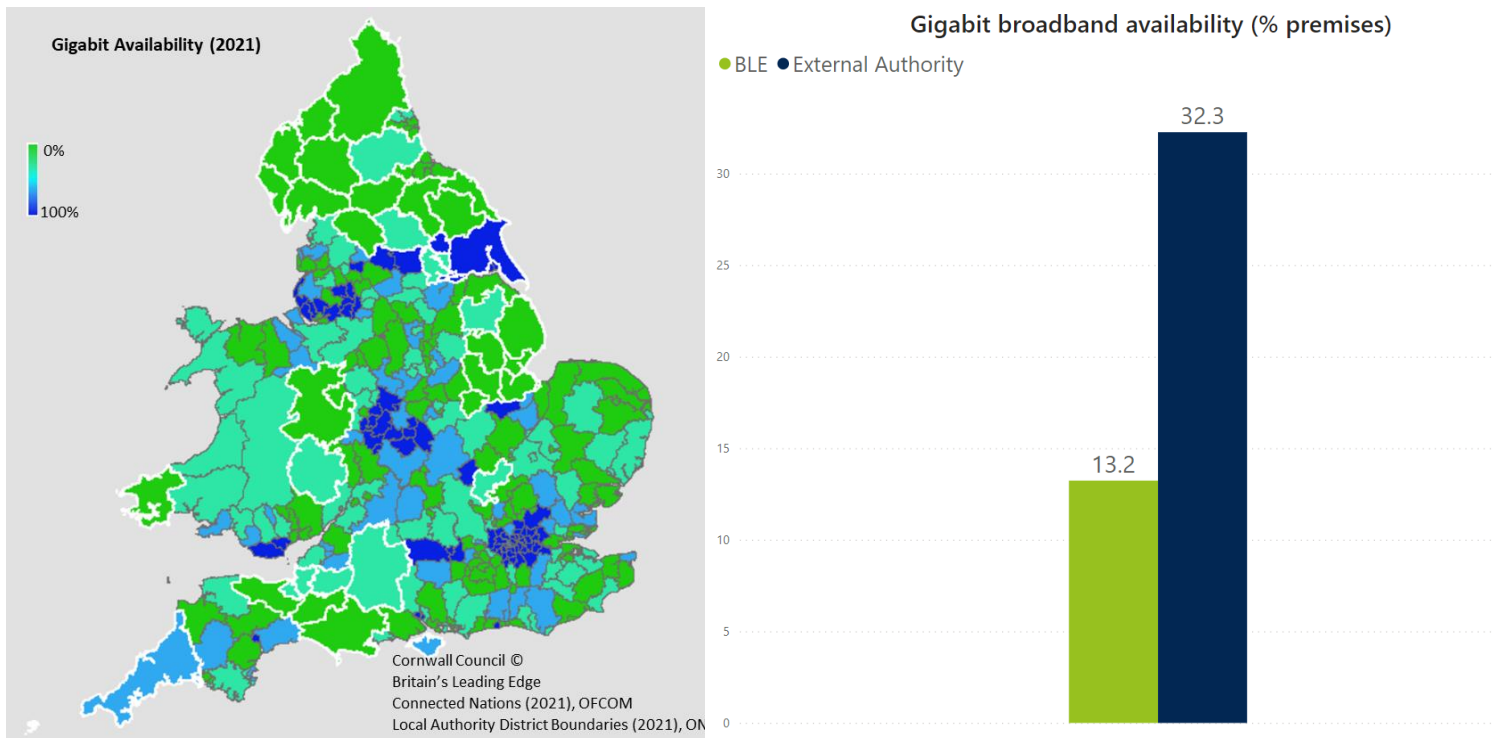 Gigabit Availability (2021)
0%
100%
Cornwall Council ©
Britain's Leading Edge
Connected Nations (2021), OFCOM
Local Authority District Boundaries (2021), ON
Gigabit broadband availability (% premises)
BLE External Authority
32.3
30
25
20
15
13.2
10
5
0